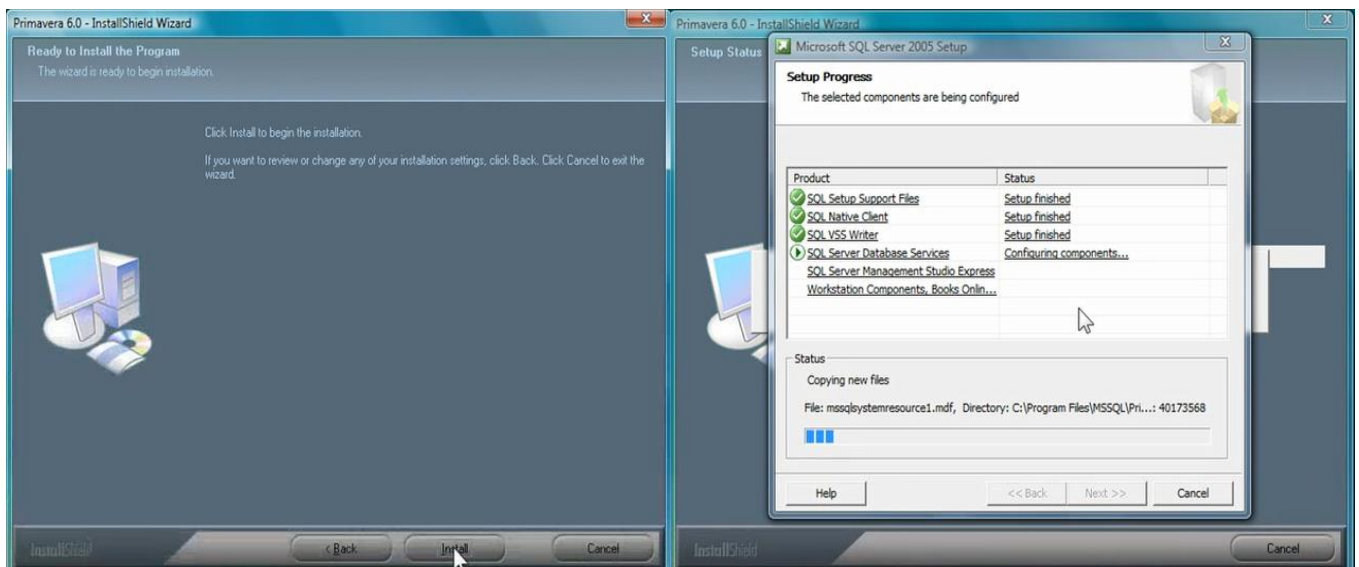 Primavera 6.0 - InstallShield Wizard
Ready to Install the Program
The wizard is ready to begin installation.
Click Install to begin the installation.
If you want to review or change any of your installation settings, click Back. Click Cancel to exit the
wizard.
InstallShield
< Back
Install
Cancel
Primavera 6.0 - InstallShield Wizard
Setup Status
Microsoft SQL Server 2005 Setup
Setup Progress
The selected components are being configured
Product Status
SQL Setup Support Files Setup finished
SQL Native Client Setup finished
SQL VSS Writer Setup finished
SQL Server Database Services Configuring components...
SQL Server Management Studio Express
Workstation Components, Books Onlin...
Status
Copying new files
File: mssqlsystemresource1.mdf, Directory: C:\Program Files\MSSQL\Pri...: 40173568
Help
<< Back
Next >>
Cancel
InstallShield
Cancel